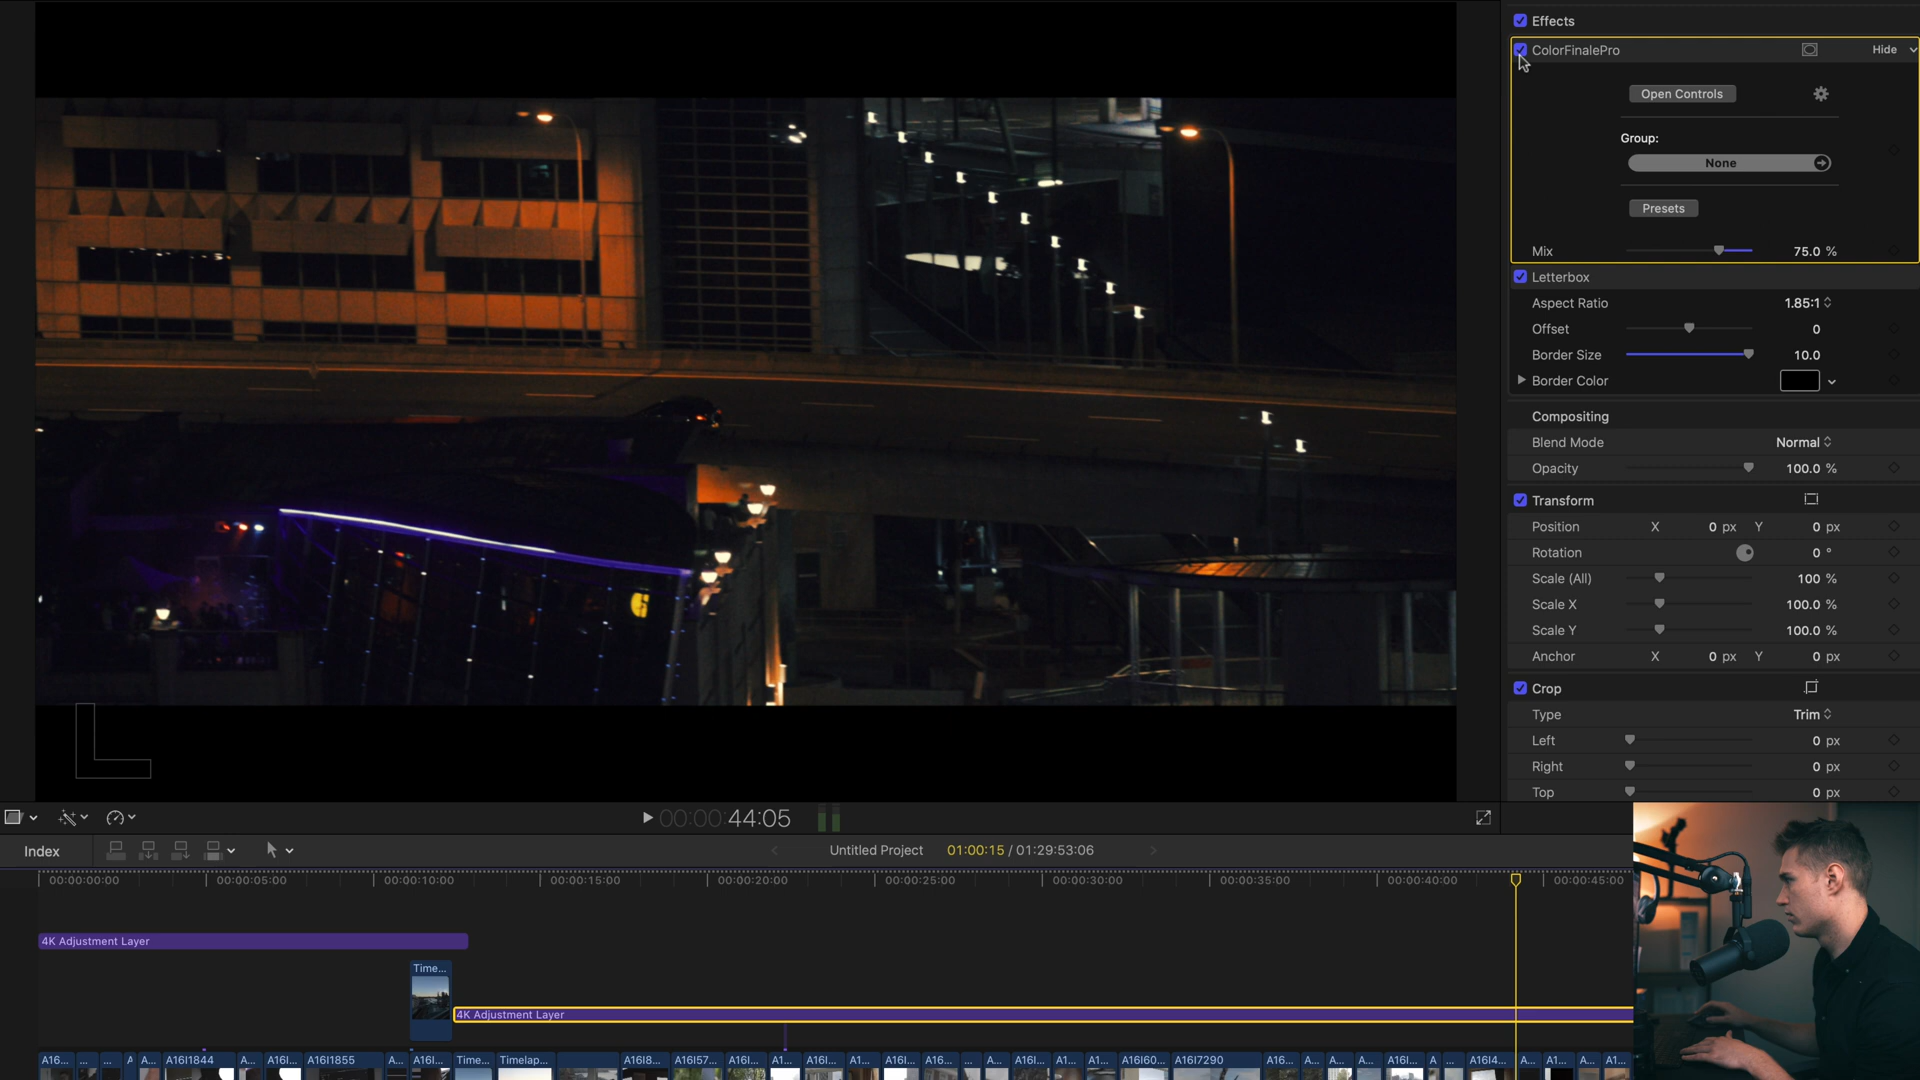 Effects
ColorFinalePro
Hide
Open Controls
Group:
None
Presets
Mix 75.0 %
Letterbox
Aspect Ratio 1.85:1
Offset 0
Border Size 10.0
Border Color
Compositing
Blend Mode Normal
Opacity 100.0 %
Transform
Position X 0 px Y 0 px
Rotation 0 °
Scale (All) 100 %
Scale X 100.0 %
Scale Y 100.0 %
Anchor X 0 px Y 0 px
Crop
Type Trim
Left 0 px
Right 0 px
Top 0 px
00:00:44:05
Index
Untitled Project 01:00:15 / 01:29:53:06
00:00:00:00 00:00:05:00 00:00:10:00 00:00:15:00 00:00:20:00 00:00:25:00 00:00:30:00 00:00:35:00 00:00:40:00 00:00:45:00
4K Adjustment Layer
Time...
4K Adjustment Layer
A16... ... ... A A... A16I1844 A... A16I... A16I1855 A... A16I... Time... Timelap... A16I8... A16I57... A16I... A1... A16I... A1... A16I... A16... ... A... A16I... A1... A1... A16I60... A16I7290 A16... A... A... A... A16I... A ... A16I4... A... A1... A... A1...